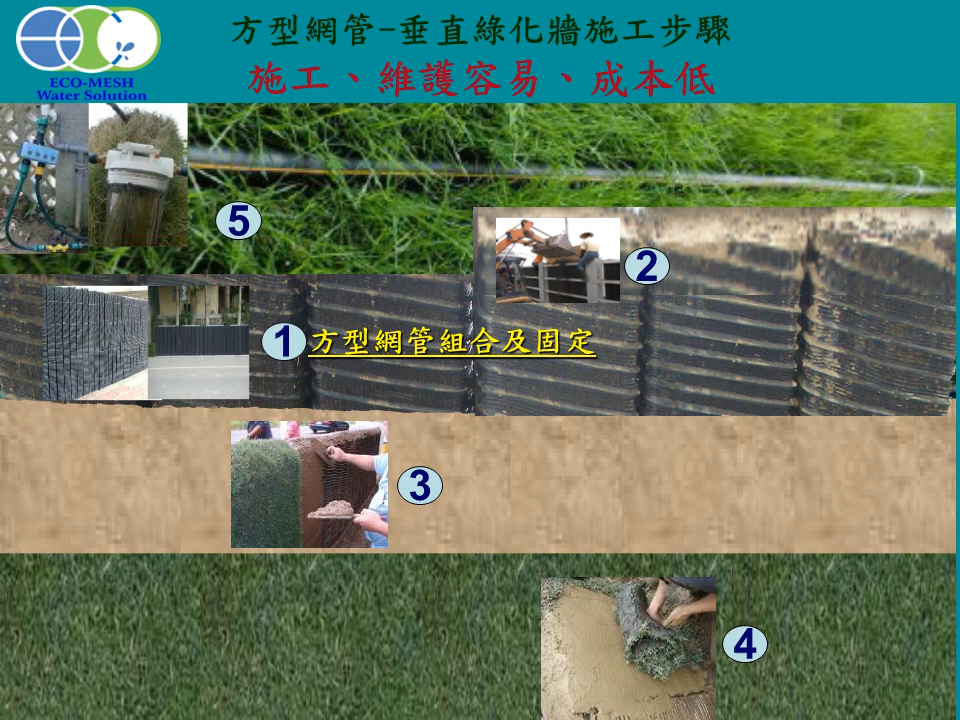 方型網管-垂直綠化牆施工步驟
施工、維護容易、成本低
ECO-MESH
Water Solution
5
2
1 方型網管組合及固定
3
4